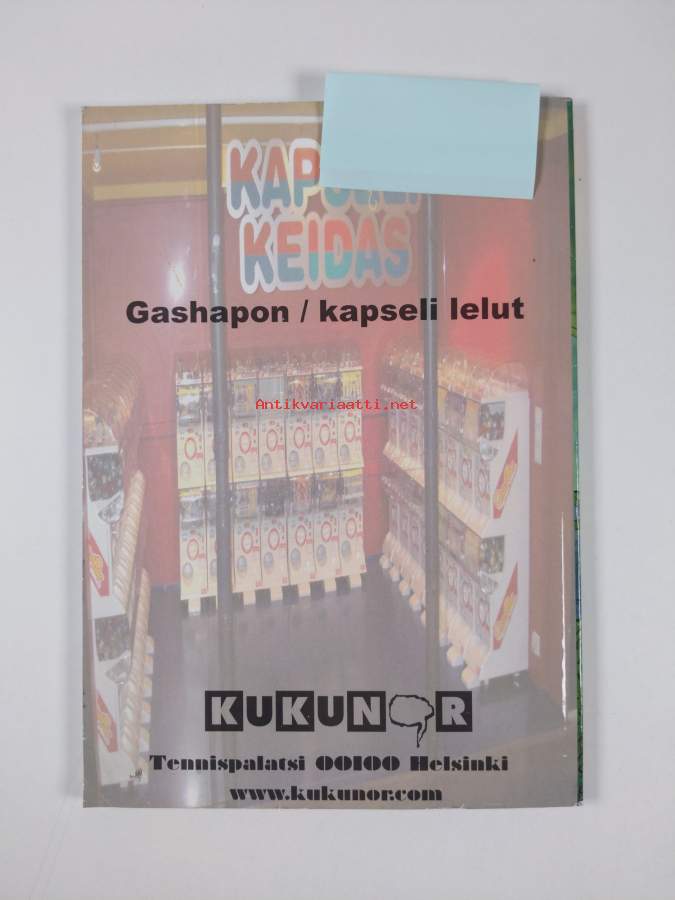 KEIDAS
Gashapon / kapseli lelut
Antikvariaatti.net
KUKUNOR
Tennispalatsi 00100 Helsinki
www.kukunor.com